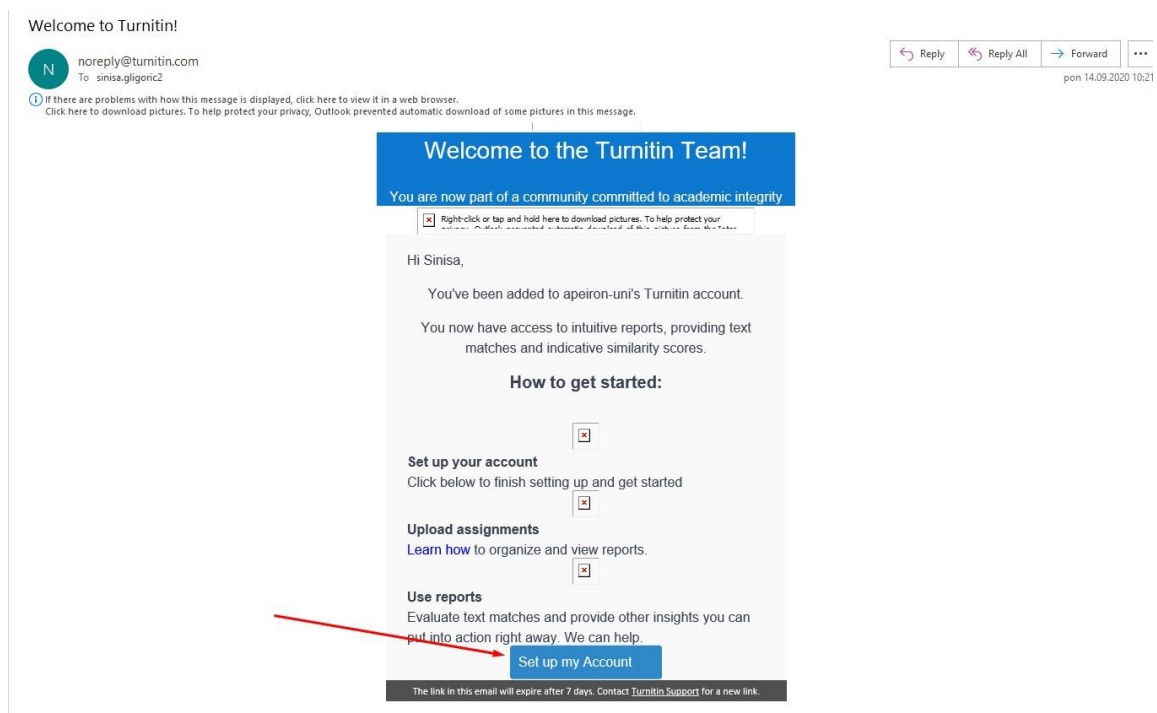 Welcome to Turnitin!
N
noreply@turnitin.com
To sinisa.gligoric2
Reply
Reply All
Forward
...
pon 14.09.2020 10:21
If there are problems with how this message is displayed, click here to view it in a web browser.
Click here to download pictures. To help protect your privacy, Outlook prevented automatic download of some pictures in this message.
Welcome to the Turnitin Team!
You are now part of a community committed to academic integrity
Right-click or tap and hold here to download pictures. To help protect your
Hi Sinisa,
You've been added to apeiron-uni's Turnitin account.
You now have access to intuitive reports, providing text
matches and indicative similarity scores.
How to get started:
Set up your account
Click below to finish setting up and get started
Upload assignments
Learn how to organize and view reports.
Use reports
Evaluate text matches and provide other insights you can
put into action right away. We can help.
Set up my Account
The link in this email will expire after 7 days. Contact Turnitin Support for a new link.